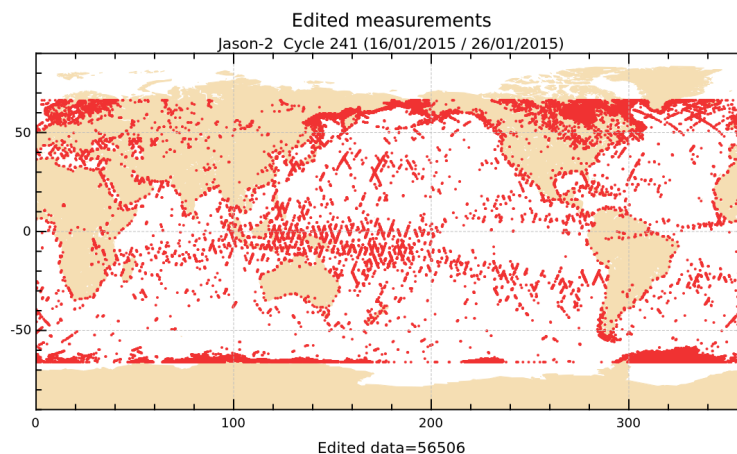 Edited measurements
Jason-2 Cycle 241 (16/01/2015 / 26/01/2015)
50
0
-50
0 100 200 300
Edited data=56506